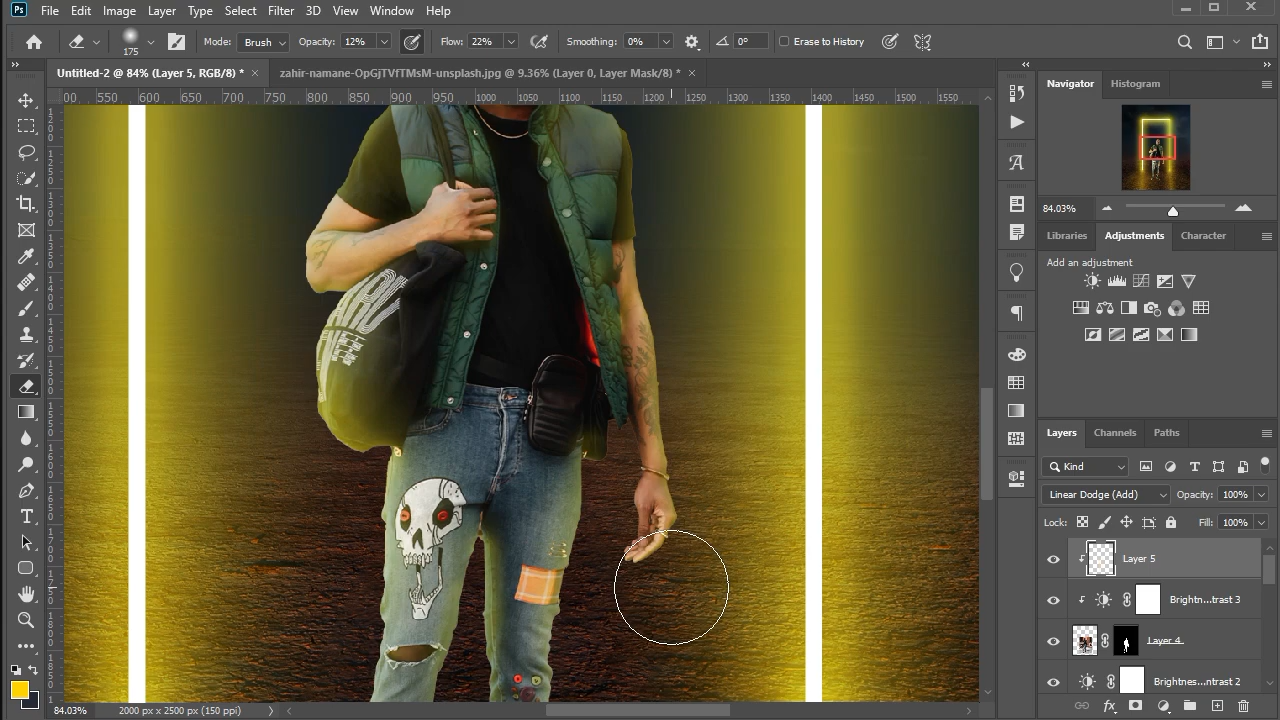 Ps File Edit Image Layer Type Select Filter 3D View Window Help
175 Mode: Brush Opacity: 12% Flow: 22% Smoothing: 0% 0° Erase to History
Untitled-2 @ 84% (Layer 5, RGB/8) * zahir-namane-OpGjTVfTMsM-unsplash.jpg @ 9.36% (Layer 0, Layer Mask/8) *
00 550 600 650 700 750 800 850 900 950 1000 1050 1100 1150 1200 1250 1300 1350 1400 1450 1500 1550
Navigator Histogram
84.03%
Libraries Adjustments Character
Add an adjustment
Layers Channels Paths
Kind
Linear Dodge (Add) Opacity: 100%
Lock: Fill: 100%
Layer 5
Brightn...trast 3
Layer 4
Brightnes...ntrast 2
84.03% 2000 px x 2500 px (150 ppi)